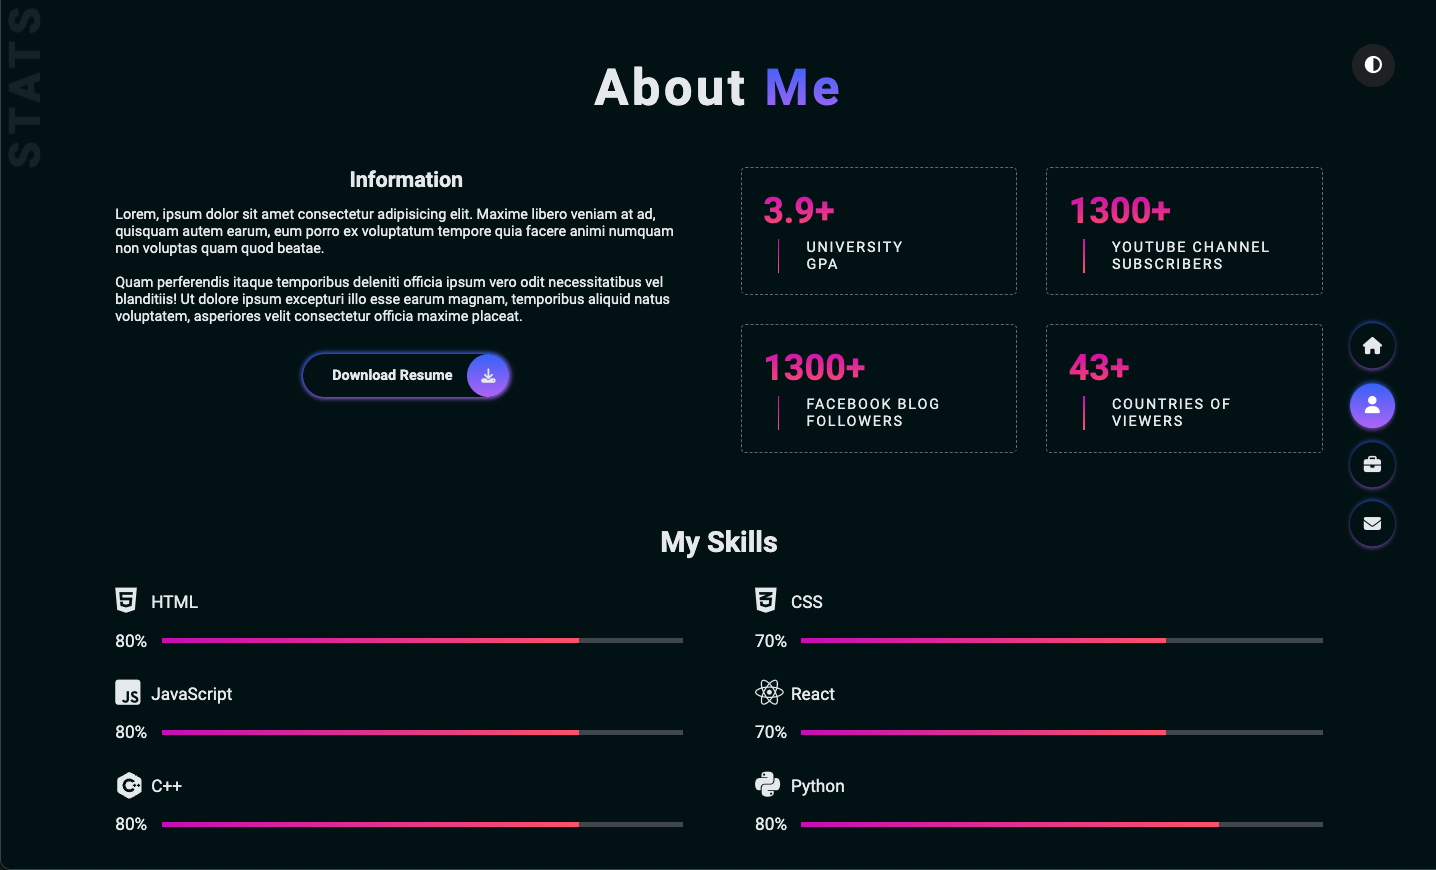 STATS
About Me
Information
Lorem, ipsum dolor sit amet consectetur adipisicing elit. Maxime libero veniam at ad,
quisquam autem earum, eum porro ex voluptatum tempore quia facere animi numquam
non voluptas quam quod beatae.
Quam perferendis itaque temporibus deleniti officia ipsum vero odit necessitatibus vel
blanditiis! Ut dolore ipsum excepturi illo esse earum magnam, temporibus aliquid natus
voluptatem, asperiores velit consectetur officia maxime placeat.
Download Resume
3.9+
UNIVERSITY
GPA
1300+
YOUTUBE CHANNEL
SUBSCRIBERS
1300+
FACEBOOK BLOG
FOLLOWERS
43+
COUNTRIES OF
VIEWERS
My Skills
HTML
80%
CSS
70%
JS JavaScript
80%
React
70%
C++ C++
80%
Python
80%